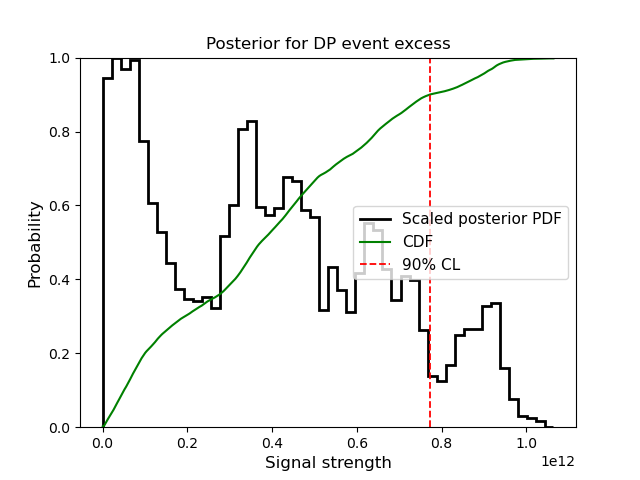 Posterior for DP event excess
Probability
1.0
0.8
0.6
0.4
0.2
0.0
Scaled posterior PDF
CDF
90% CL
0.0 0.2 0.4 0.6 0.8 1.0
1e12
Signal strength